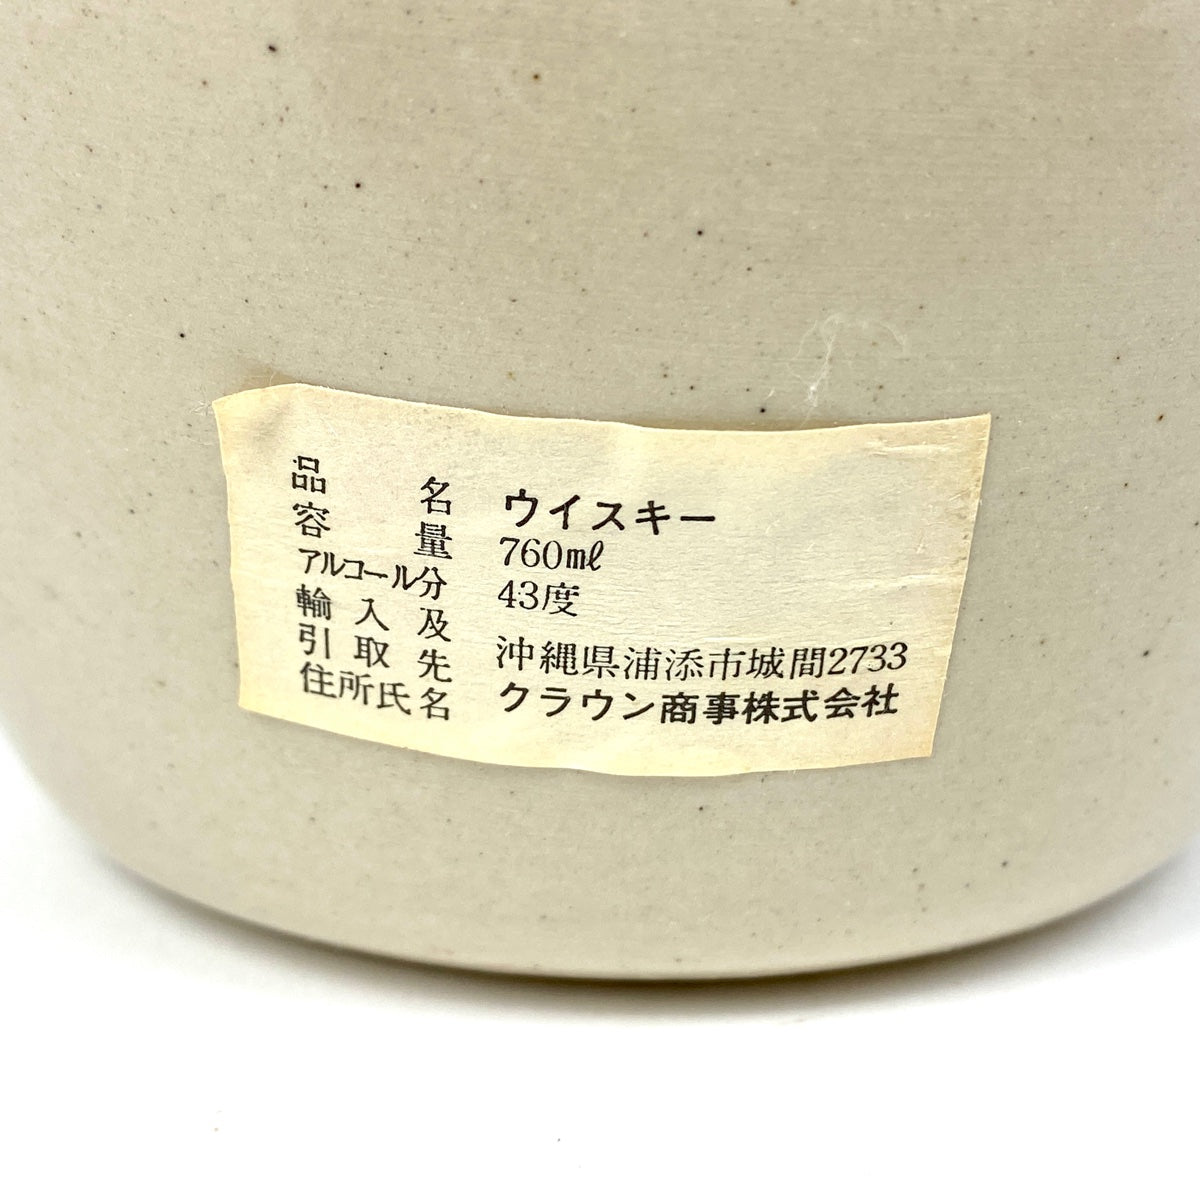 品名 ウイスキー
容量 760mℓ
アルコール分 43度
輸入及
引取先 沖縄県浦添市城間2733
住所氏名 クラウン商事株式会社